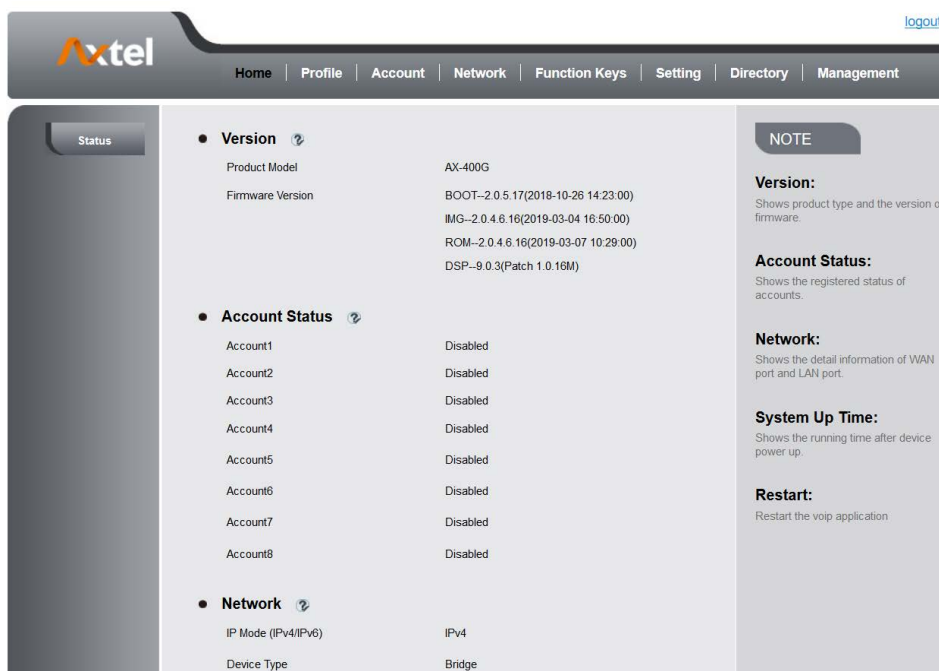 logout
Axtel
Home Profile Account Network Function Keys Setting Directory Management
Status
Version
Product Model AX-400G
Firmware Version BOOT--2.0.5.17(2018-10-26 14:23:00)
IMG--2.0.4.6.16(2019-03-04 16:50:00)
ROM--2.0.4.6.16(2019-03-07 10:29:00)
DSP--9.0.3(Patch 1.0.16M)
Account Status
Account1 Disabled
Account2 Disabled
Account3 Disabled
Account4 Disabled
Account5 Disabled
Account6 Disabled
Account7 Disabled
Account8 Disabled
Network
IP Mode (IPv4/IPv6) IPv4
Device Type Bridge
NOTE
Version:
Shows product type and the version
firmware.
Account Status:
Shows the registered status of
accounts.
Network:
Shows the detail information of WAN
port and LAN port.
System Up Time:
Shows the running time after device
power up.
Restart:
Restart the voip application